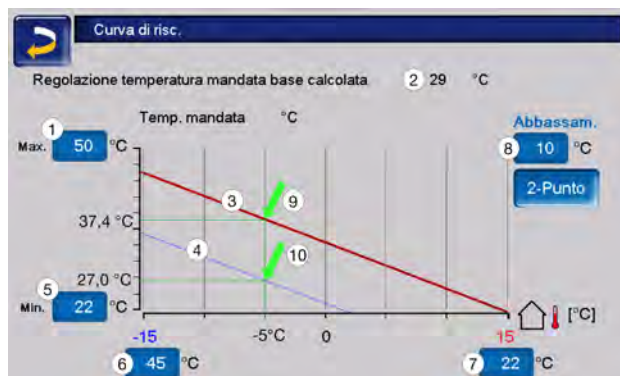 Curva di risc.
Regolazione temperatura mandata base calcolata 2 29 °C
Temp. mandata °C
Abbassam.
1
Max. 50 °C
8 10 °C
2-Punto
3
9
37,4 °C
4
10
27,0 °C
5
Min. 22 °C
[°C]
-15 -5°C 0 15
6 45 °C
7 22 °C